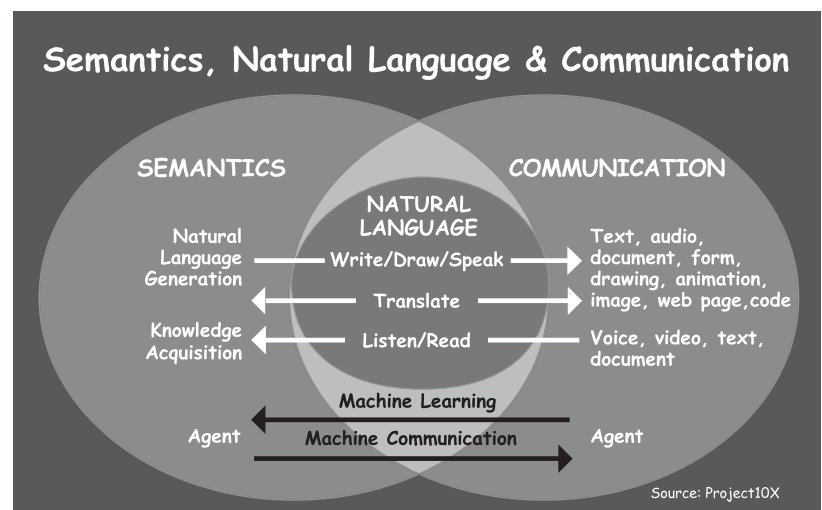 Semantics, Natural Language & Communication
SEMANTICS
COMMUNICATION
NATURAL
LANGUAGE
Natural
Language
Generation
Write/Draw/Speak
Text, audio,
document, form,
drawing, animation,
image, web page,code
Translate
Knowledge
Acquisition
Listen/Read
Voice, video, text,
document
Machine Learning
Agent
Machine Communication
Agent
Source: Project10X